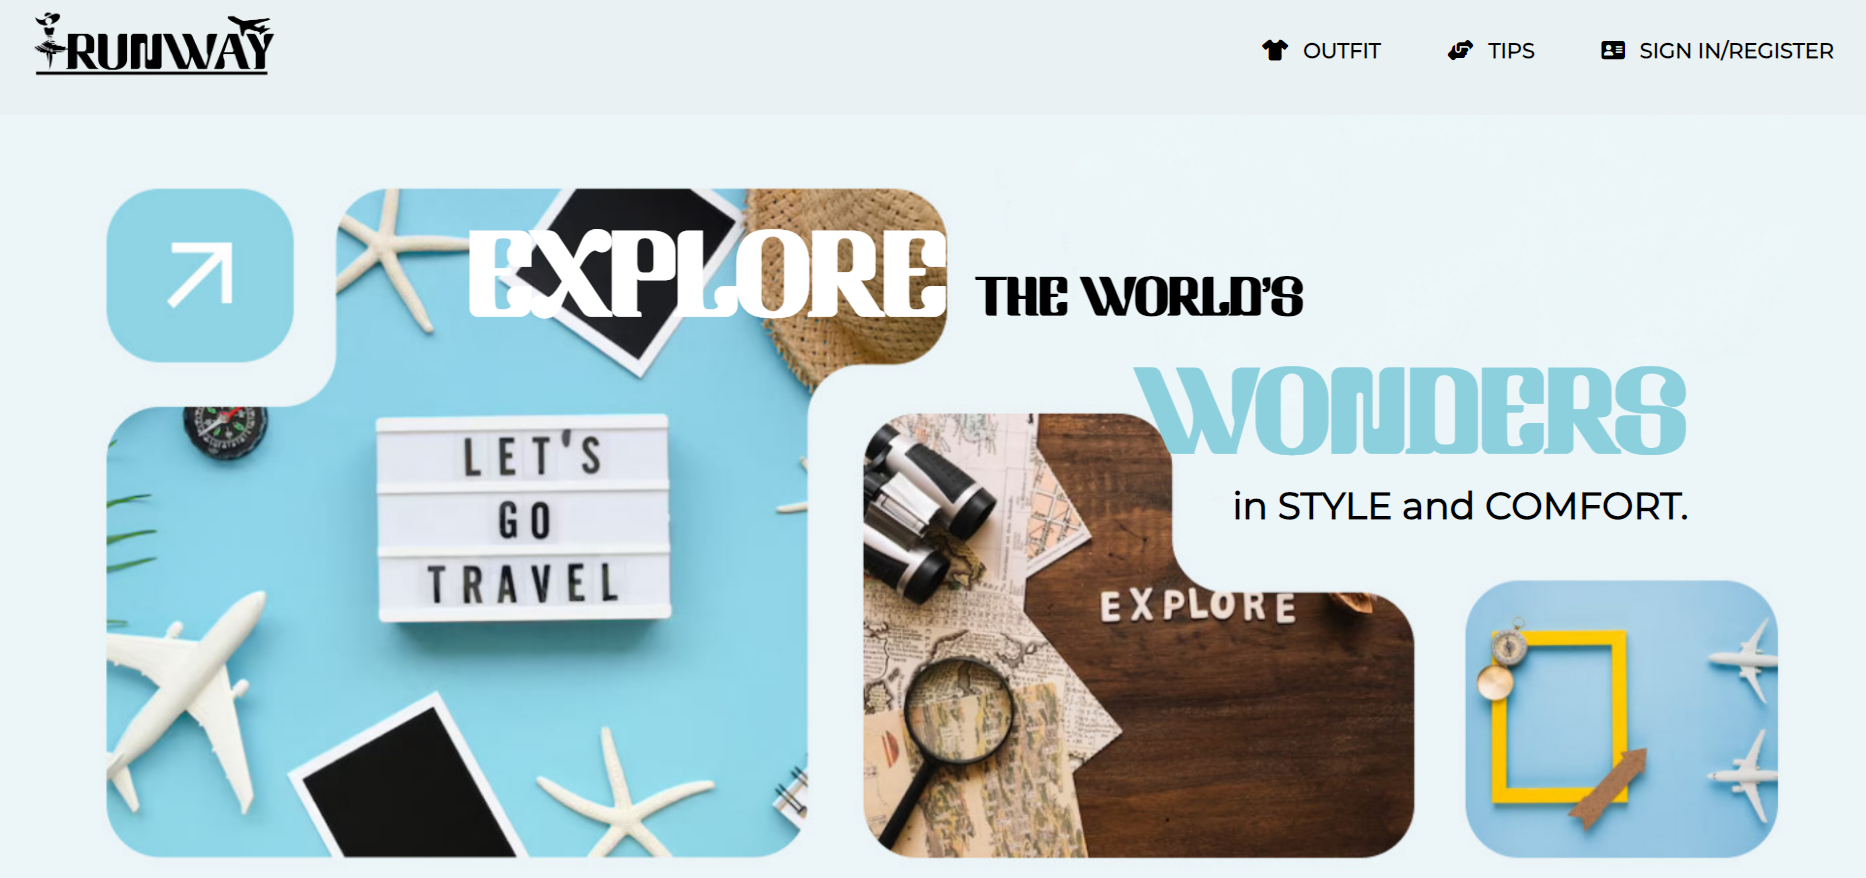 RUNWAY
OUTFIT
TIPS
SIGN IN/REGISTER
EXPLORE THE WORLD'S
WONDERS
in STYLE and COMFORT.
LET'S
GO
TRAVEL
EXPLORE